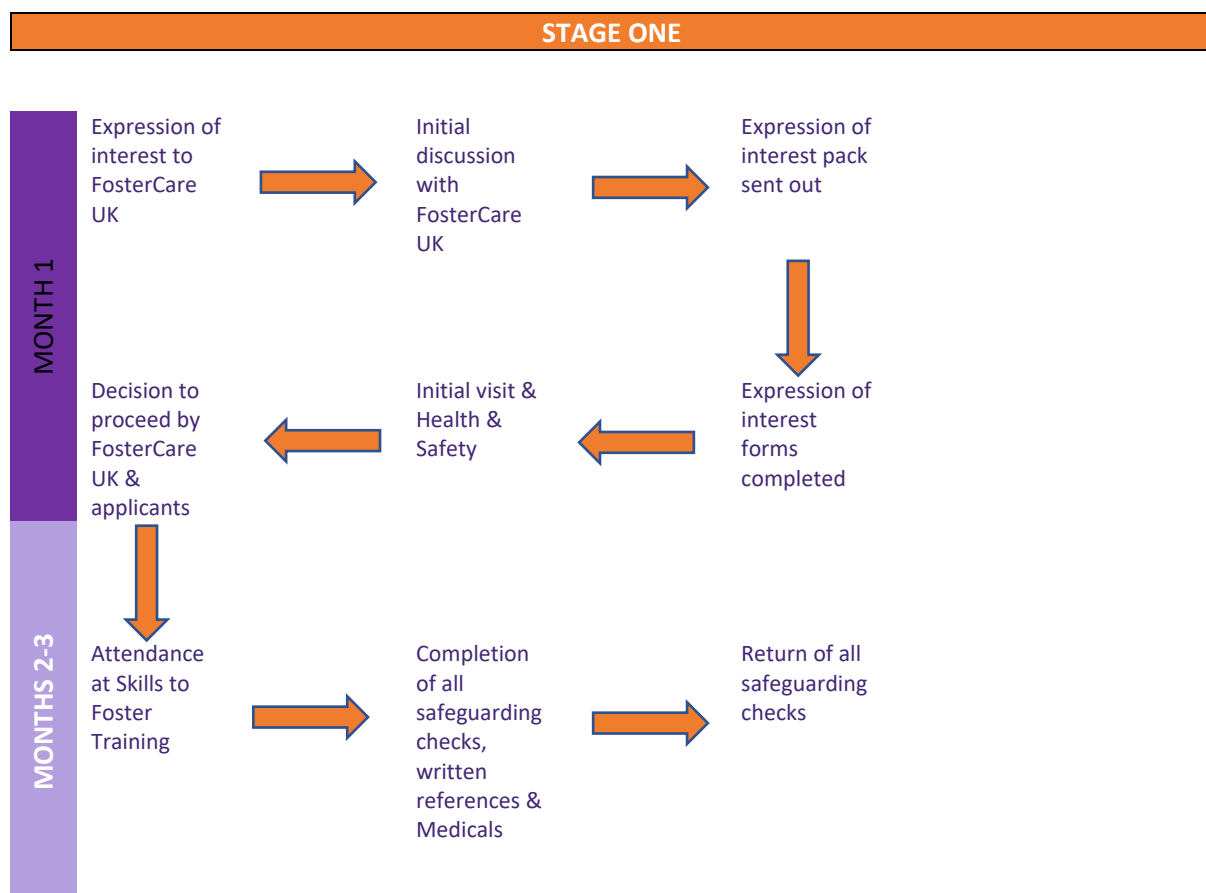 STAGE ONE
MONTH 1
Expression of
interest to
FosterCare
UK
Initial
discussion
with
FosterCare
UK
Expression of
interest pack
sent out
Decision to
proceed by
FosterCare
UK &
applicants
Initial visit &
Health &
Safety
Expression of
interest
forms
completed
MONTHS 2-3
Attendance
at Skills to
Foster
Training
Completion
of all
safeguarding
checks,
written
references &
Medicals
Return of all
safeguarding
checks